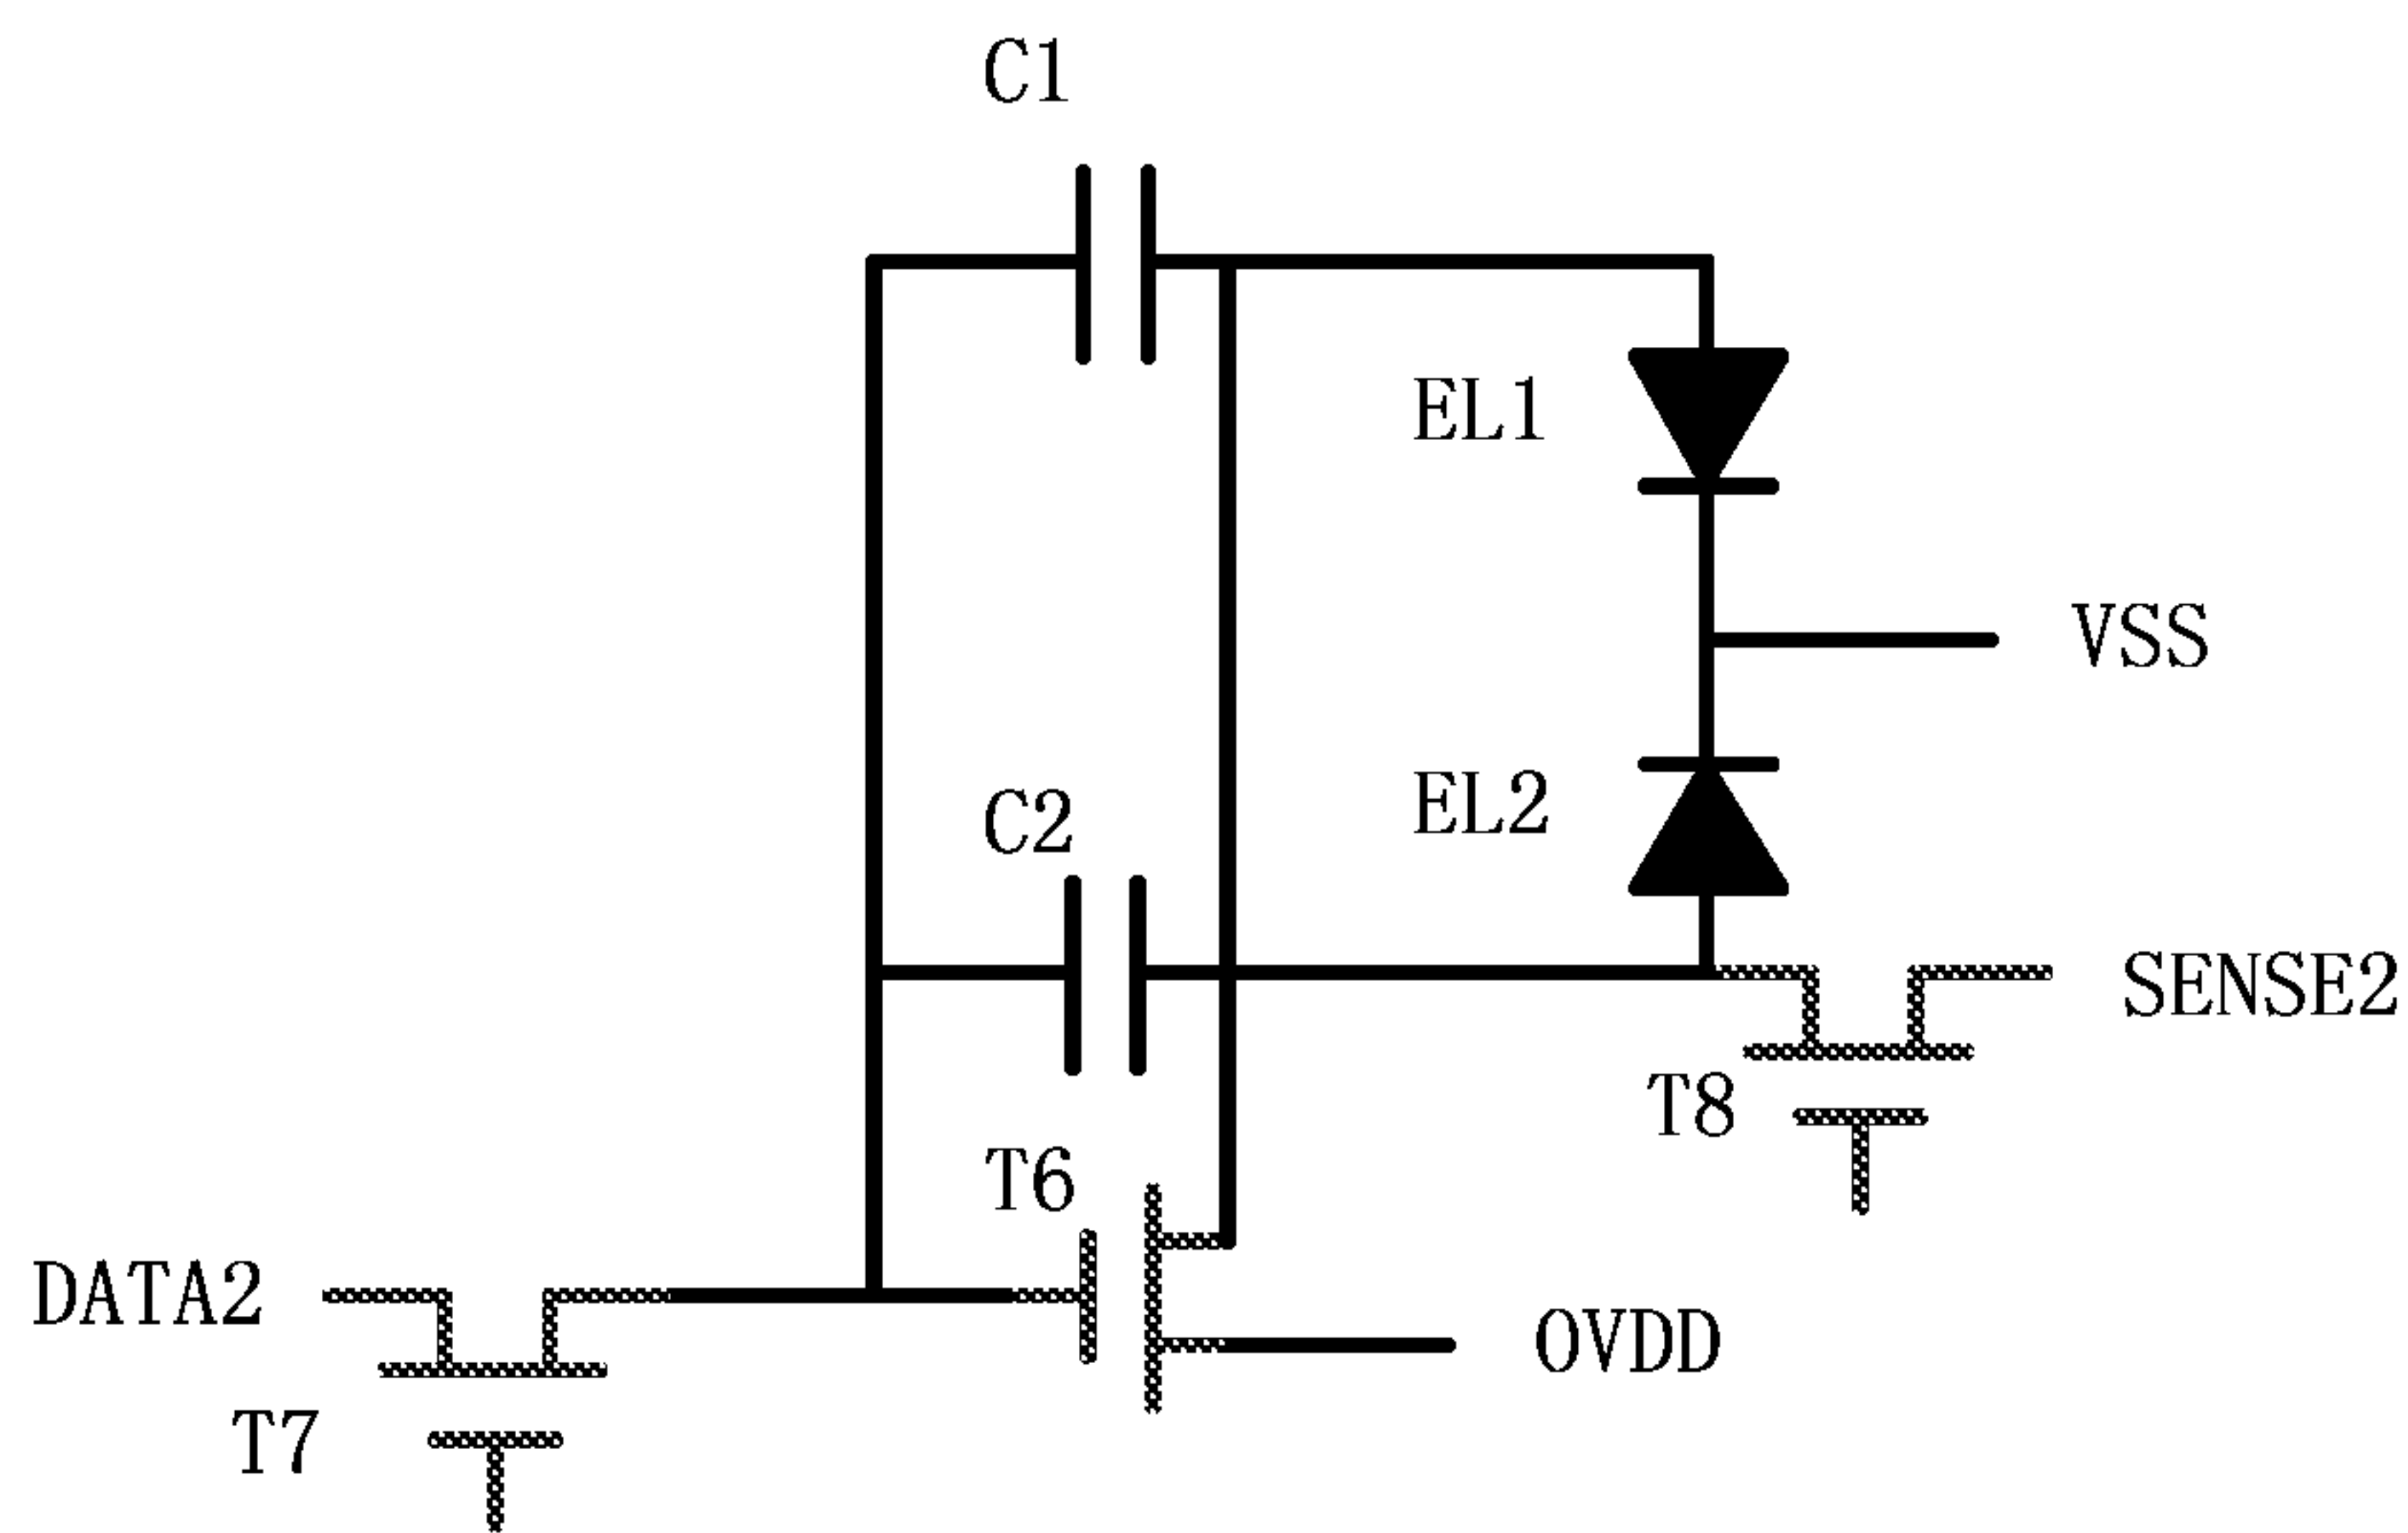 C1
EL1
VSS
EL2
C2
SENSE2
T8
T6
DATA2
OVDD
T7